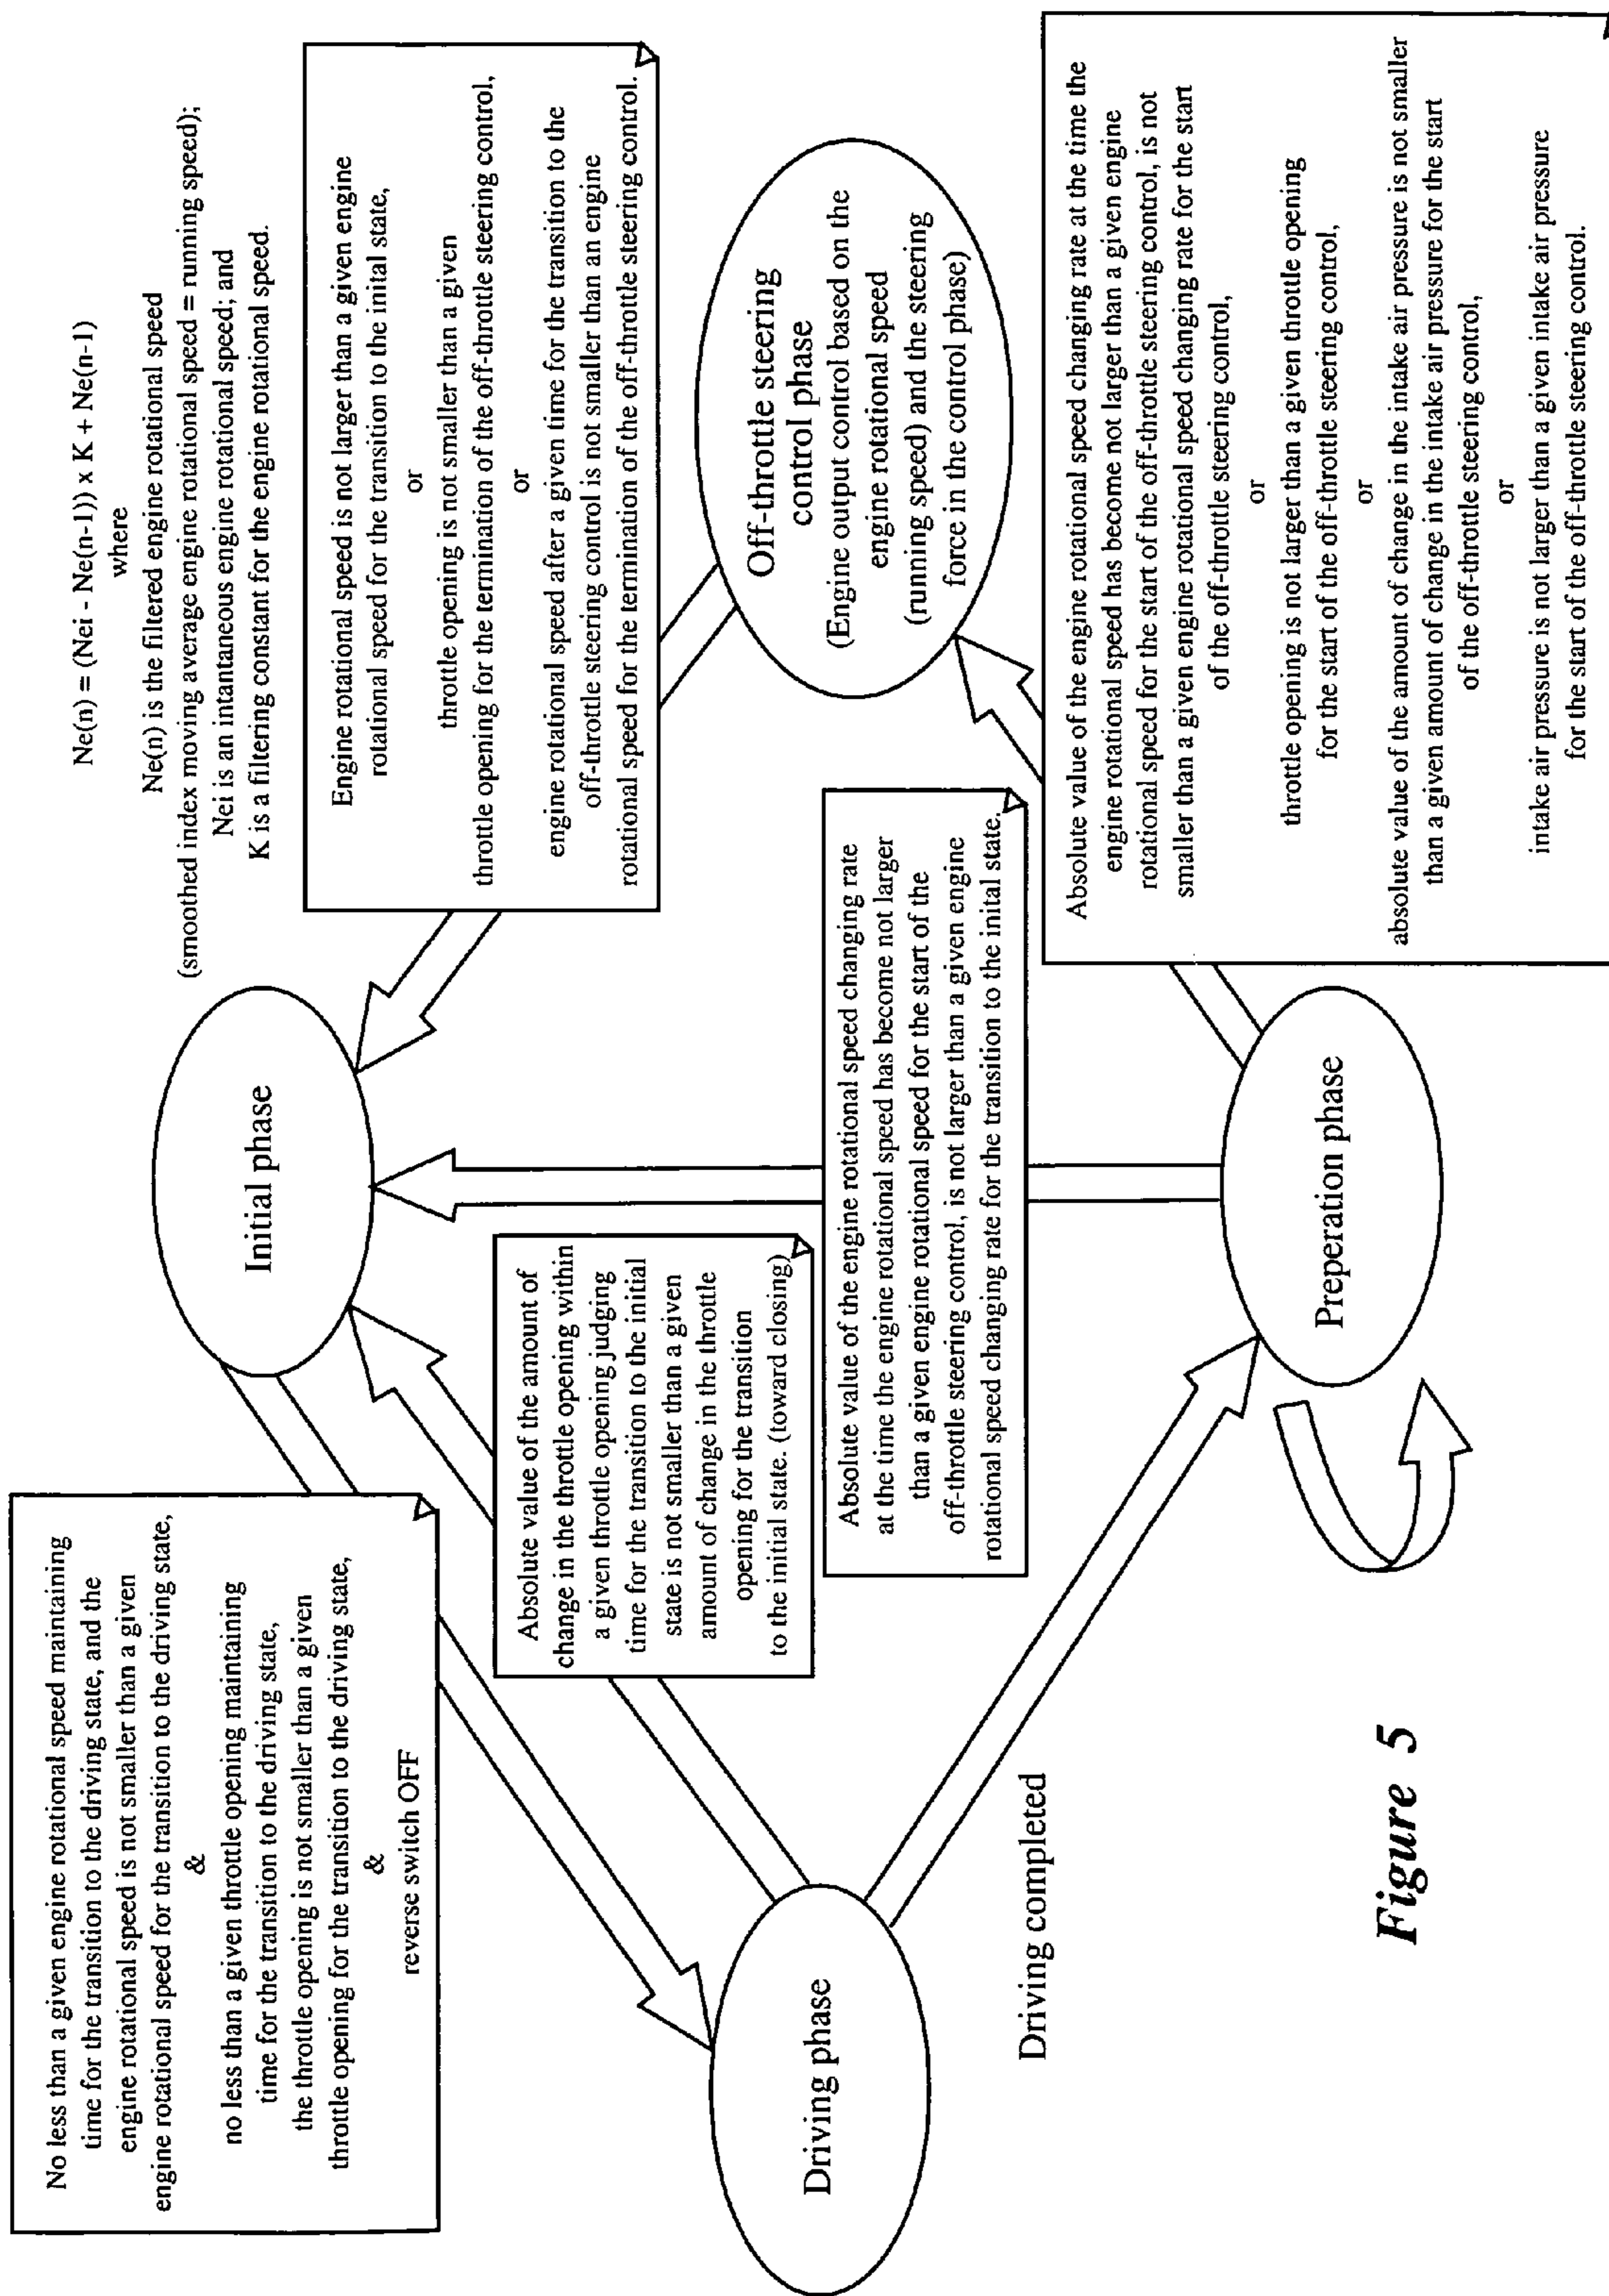 Ne(n) = (Nei - Ne(n-1)) x K + Ne(n-1)
where
Ne(n) is the filtered engine rotational speed
(smoothed index moving average engine rotational speed = running speed);
Nei is an intantaneous engine rotational speed; and
K is a filtering constant for the engine rotational speed.
No less than a given engine rotational speed maintaining
time for the transition to the driving state, and the
engine rotational speed is not smaller than a given
engine rotational speed for the transition to the driving state,
&
no less than a given throttle opening maintaining
time for the transition to the driving state,
the throttle opening is not smaller than a given
throttle opening for the transition to the driving state,
&
reverse switch OFF
Initial phase
Engine rotational speed is not larger than a given engine
rotational speed for the transition to the inital state,
or
throttle opening is not smaller than a given
throttle opening for the termination of the off-throttle steering control,
or
engine rotational speed after a given time for the transition to the
off-throttle steering control is not smaller than an engine
rotational speed for the termination of the off-throttle steering control.
Absolute value of the amount of
change in the throttle opening within
a given throttle opening judging
time for the transition to the initial
state is not smaller than a given
amount of change in the throttle
opening for the transition
to the initial state. (toward closing)
Driving phase
Off-throttle steering
control phase
(Engine output control based on the
engine rotational speed
(running speed) and the steering
force in the control phase)
Absolute value of the engine rotational speed changing rate
at the time the engine rotational speed has become not larger
than a given engine rotational speed for the start of the
off-throttle steering control, is not larger than a given engine
rotational speed changing rate for the transition to the inital state.
Driving completed
Preperation phase
Absolute value of the engine rotational speed changing rate at the time the
engine rotational speed has become not larger than a given engine
rotational speed for the start of the off-throttle steering control, is not
smaller than a given engine rotational speed changing rate for the start
of the off-throttle steering control,
or
throttle opening is not larger than a given throttle opening
for the start of the off-throttle steering control,
or
absolute value of the amount of change in the intake air pressure is not smaller
than a given amount of change in the intake air pressure for the start
of the off-throttle steering control,
or
intake air pressure is not larger than a given intake air pressure
for the start of the off-throttle steering control.
Figure 5